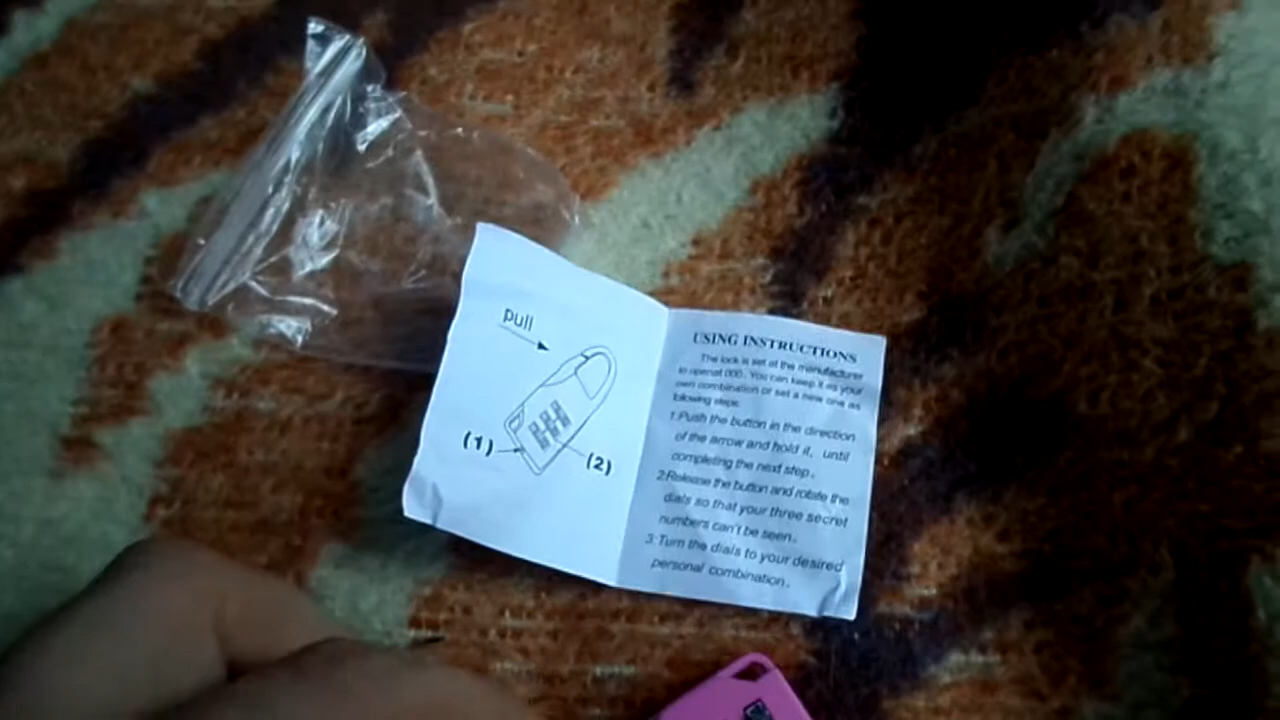 pull
(1)
(2)
USING INSTRUCTIONS
The lock is set at the manufacturer
to openat 000. You can keep it as your
own combination or set a new one as
following steps:
1.Push the button in the direction
of the arrow and hold it, until
completing the next step.
2.Release the button and rotate the
dials so that your three secret
numbers can't be seen.
3.Turn the dials to your desired
personal combination.